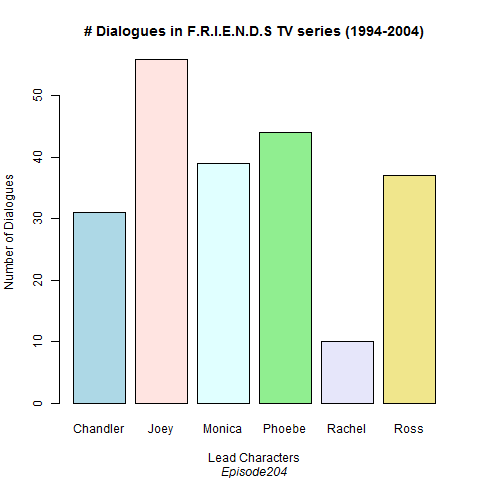 # Dialogues in F.R.I.E.N.D.S TV series (1994-2004)
Number of Dialogues
50
40
30
20
10
0
Chandler Joey Monica Phoebe Rachel Ross
Lead Characters
Episode204